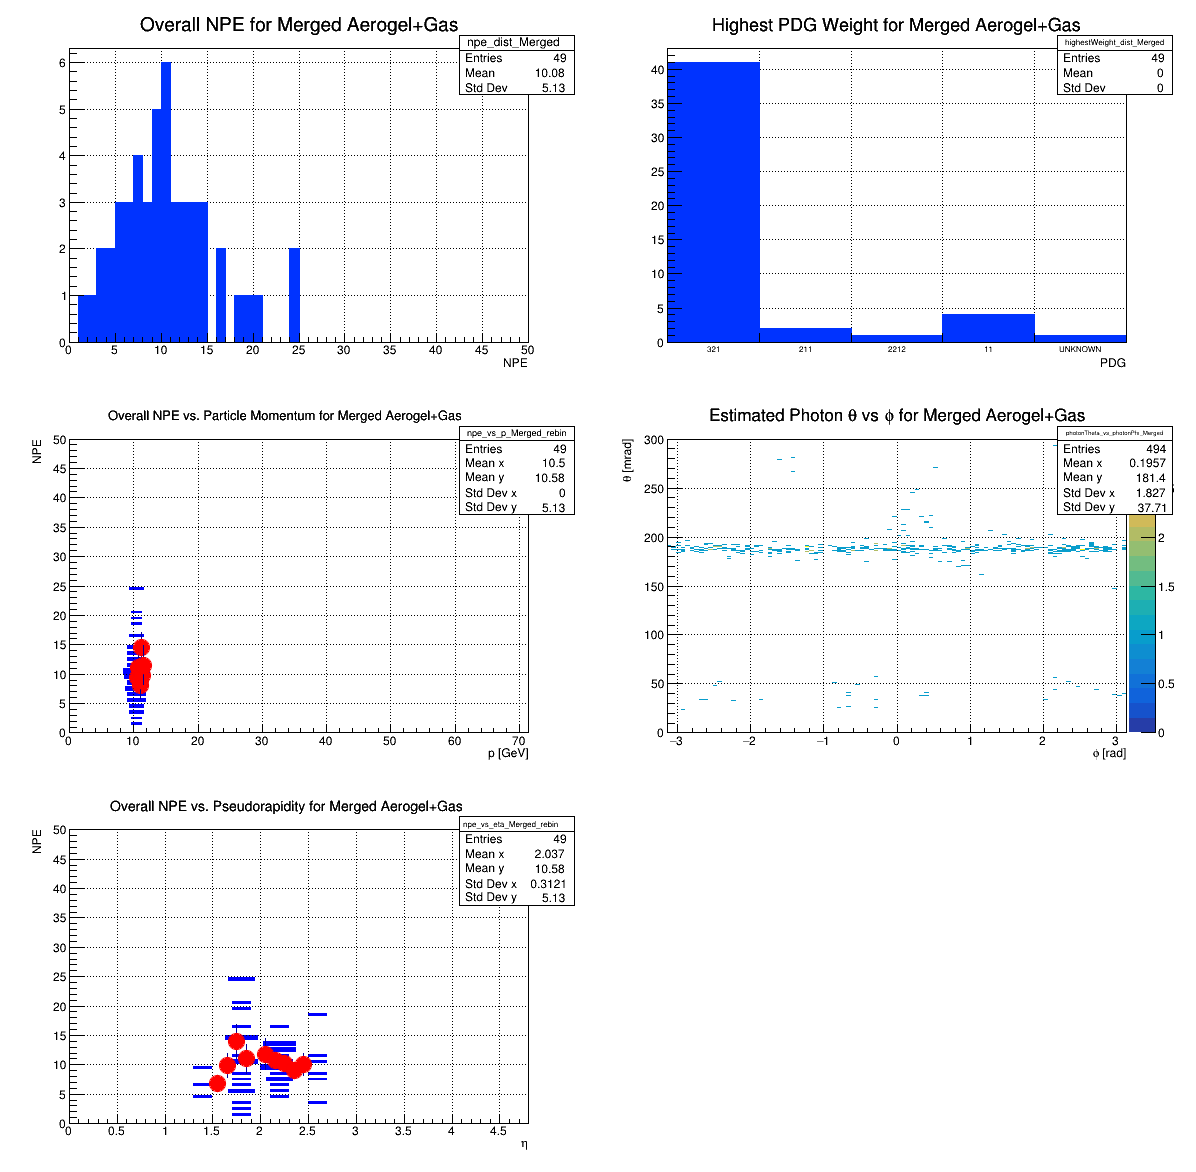 Overall NPE for Merged Aerogel+Gas
npe_dist_Merged
Entries 49
Mean 10.08
Std Dev 5.13
6
5
4
3
2
1
0
0 5 10 15 20 25 30 35 40 45 50
NPE
Highest PDG Weight for Merged Aerogel+Gas
highestWeight_dist_Merged
Entries 49
Mean 0
Std Dev 0
40
35
30
25
20
15
10
5
0
321 211 2212 11 UNKNOWN
PDG
Overall NPE vs. Particle Momentum for Merged Aerogel+Gas
npe_vs_p_Merged_rebin
Entries 49
Mean x 10.5
Mean y 10.58
Std Dev x 0
Std Dev y 5.13
NPE
50
45
40
35
30
25
20
15
10
5
0
0 10 20 30 40 50 60 70
p [GeV]
Estimated Photon θ vs ϕ for Merged Aerogel+Gas
photonTheta_vs_photonPhi_Merged
Entries 494
Mean x 0.1957
Mean y 181.4
Std Dev x 1.827
Std Dev y 37.71
θ [mrad]
300
250
200
150
100
50
0
−3 −2 −1 0 1 2 3
ϕ [rad]
2
1.5
1
0.5
0
Overall NPE vs. Pseudorapidity for Merged Aerogel+Gas
npe_vs_eta_Merged_rebin
Entries 49
Mean x 2.037
Mean y 10.58
Std Dev x 0.3121
Std Dev y 5.13
NPE
50
45
40
35
30
25
20
15
10
5
0
0 0.5 1 1.5 2 2.5 3 3.5 4 4.5
η